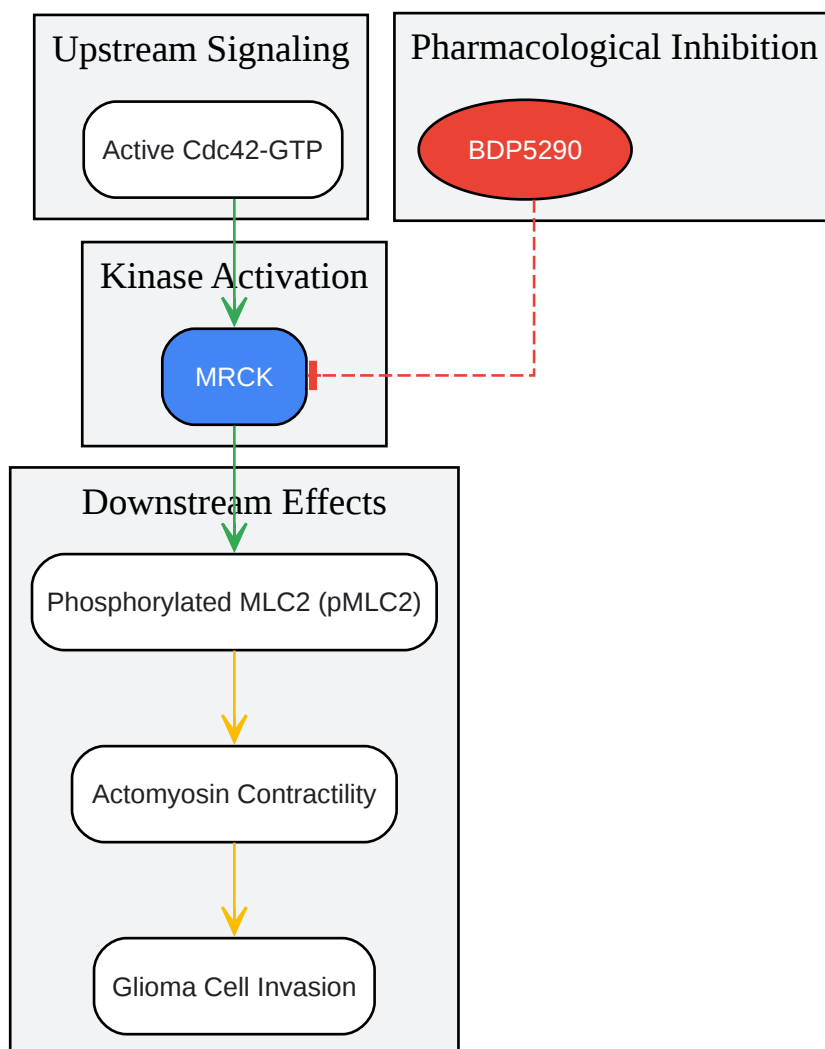 Upstream Signaling
Pharmacological Inhibition
Active Cdc42-GTP
BDP5290
Kinase Activation
MRCK
Downstream Effects
Phosphorylated MLC2 (pMLC2)
Actomyosin Contractility
Glioma Cell Invasion